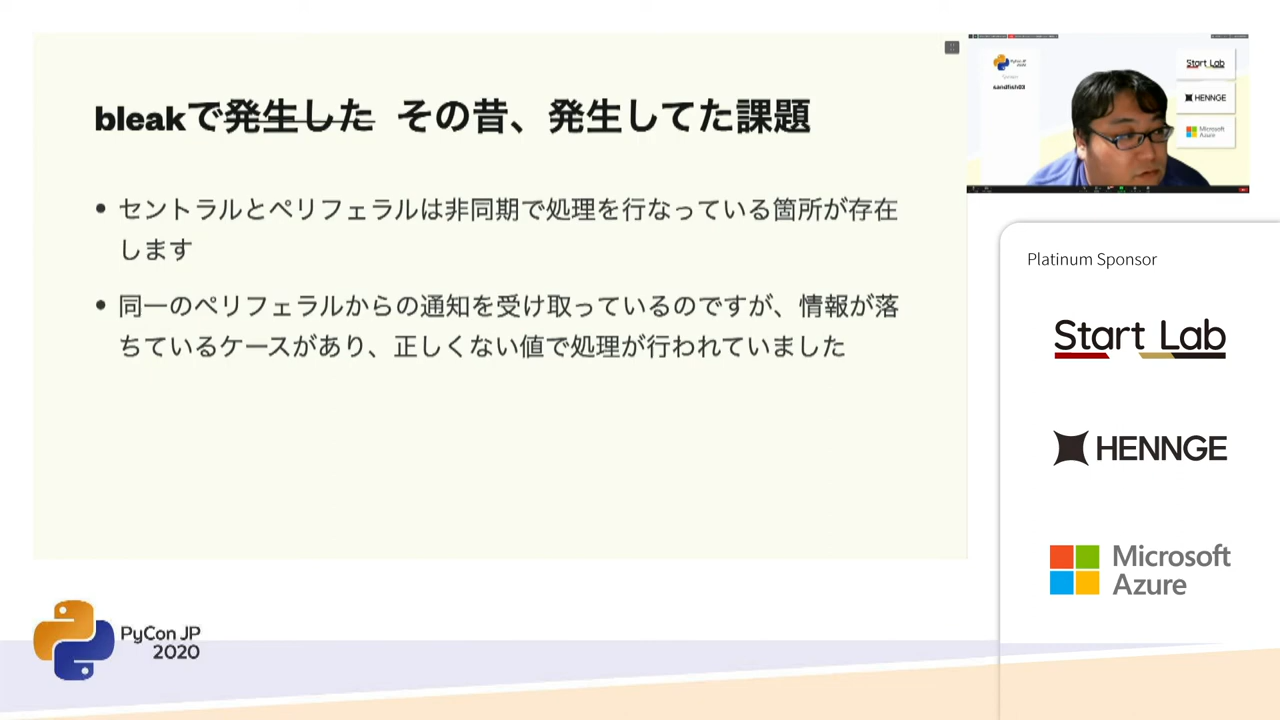 bleakで発生した その昔、発生してた課題
• セントラルとペリフェラルは非同期で処理を行なっている箇所が存在
します
• 同一のペリフェラルからの通知を受け取っているのですが、情報が落
ちているケースがあり、正しくない値で処理が行われていました
PyCon JP
2020
sandfish03
Start Lab
HENNGE
Microsoft
Azure
Platinum Sponsor
Start Lab
HENNGE
Microsoft
Azure
PyCon JP
2020